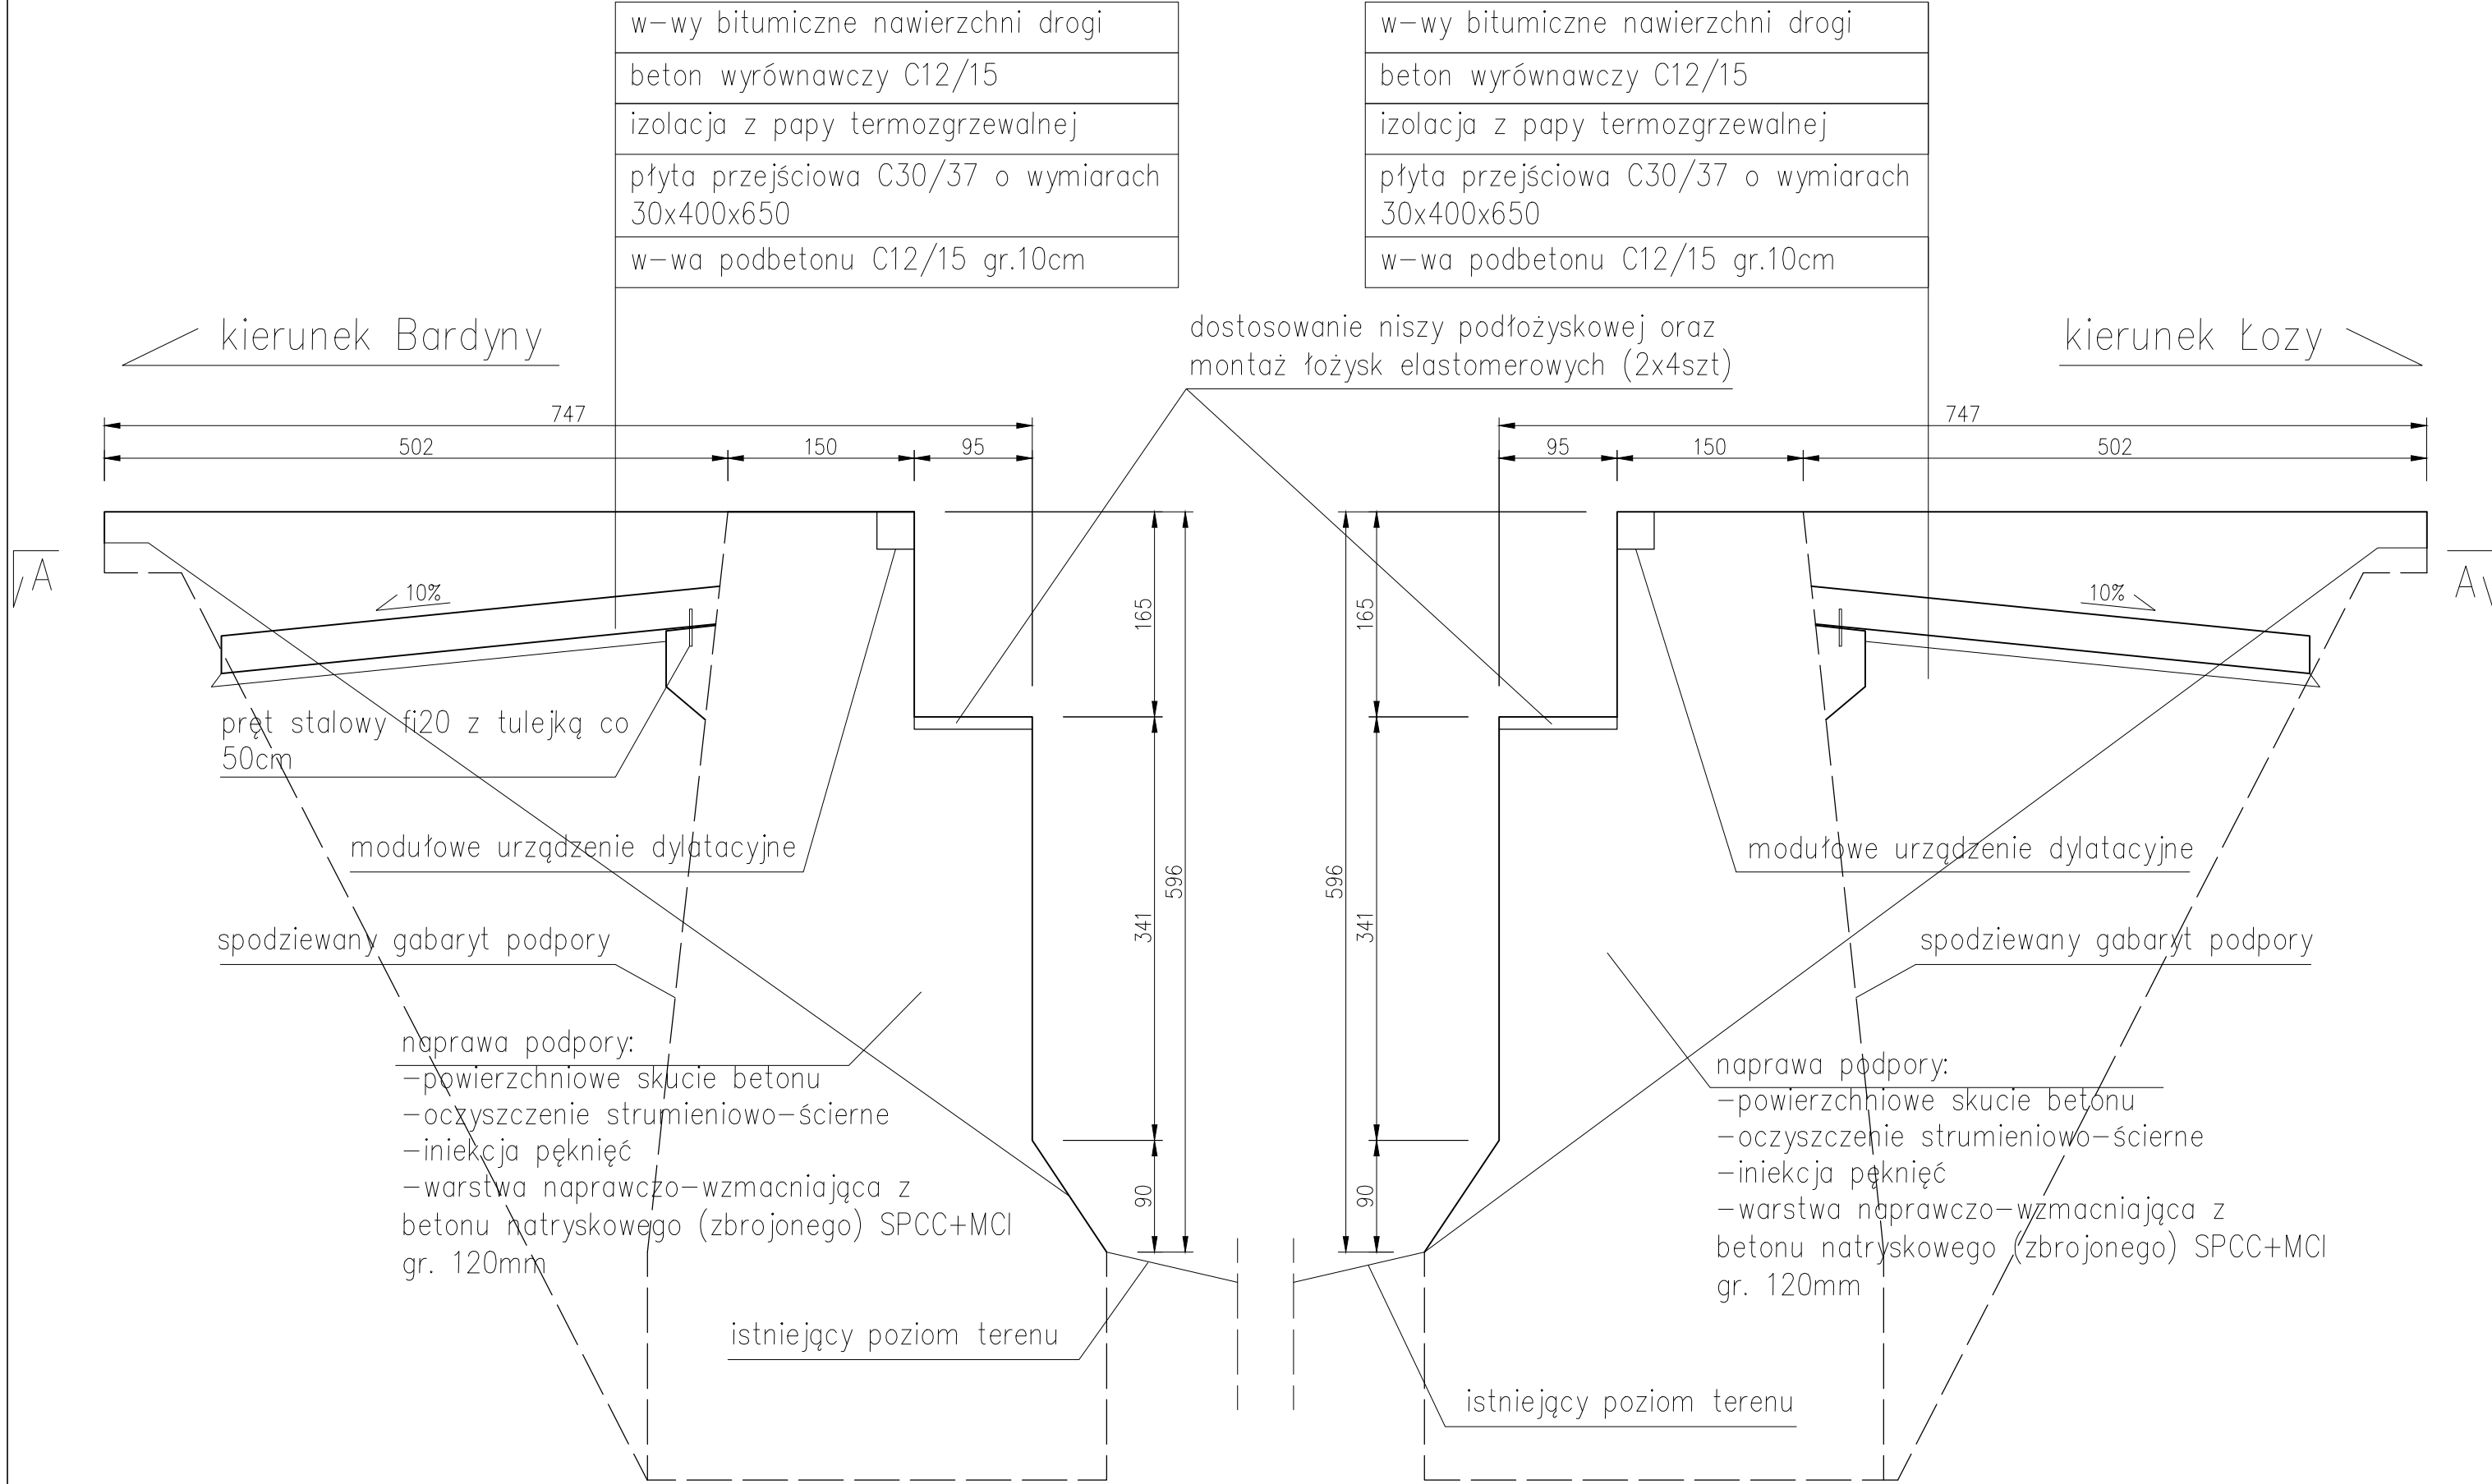 w-wy bitumiczne nawierzchni drogi
beton wyrównawczy C12/15
izolacja z papy termozgrzewalnej
płyta przejściowa C30/37 o wymiarach
30x400x650
w-wa podbetonu C12/15 gr.10cm
w-wy bitumiczne nawierzchni drogi
beton wyrównawczy C12/15
izolacja z papy termozgrzewalnej
płyta przejściowa C30/37 o wymiarach
30x400x650
w-wa podbetonu C12/15 gr.10cm
kierunek Bardyny
dostosowanie niszy podłożyskowej oraz
montaż łożysk elastomerowych (2x4szt)
kierunek Łozy
747
502
150
95
747
95
150
502
A
10%
165
165
10%
A
pręt stalowy fi20 z tulejką co
50cm
modułowe urządzenie dylatacyjne
596
341
596
341
modułowe urządzenie dylatacyjne
spodziewany gabaryt podpory
spodziewany gabaryt podpory
naprawa podpory:
-powierzchniowe skucie betonu
-oczyszczenie strumieniowo-ścierne
-iniekcja pęknięć
-warstwa naprawczo-wzmacniająca z
betonu natryskowego (zbrojonego) SPCC+MCI
gr. 120mm
90
90
naprawa podpory:
-powierzchniowe skucie betonu
-oczyszczenie strumieniowo-ścierne
-iniekcja pęknięć
-warstwa naprawczo-wzmacniająca z
betonu natryskowego (zbrojonego) SPCC+MCI
gr. 120mm
istniejący poziom terenu
istniejący poziom terenu